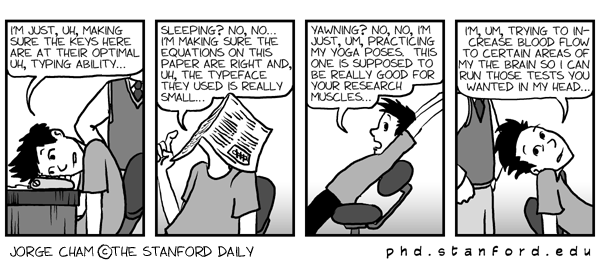 I'M JUST, UH, MAKING
SURE THE KEYS HERE
ARE AT THEIR OPTIMAL
UH, TYPING ABILITY...
SLEEPING? NO, NO...
I'M MAKING SURE THE
EQUATIONS ON THIS
PAPER ARE RIGHT AND,
UH, THE TYPEFACE
THEY USED IS REALLY
SMALL...
YAWNING? NO, NO, I'M
JUST, UM, PRACTICING
MY YOGA POSES. THIS
ONE IS SUPPOSED TO
BE REALLY GOOD FOR
YOUR RESEARCH
MUSCLES...
I'M, UM, TRYING TO IN-
CREASE BLOOD FLOW
TO CERTAIN AREAS OF
MY THE BRAIN SO I CAN
RUN THOSE TESTS YOU
WANTED IN MY HEAD...
JORGE CHAM ©THE STANFORD DAILY
phd.stanford.edu